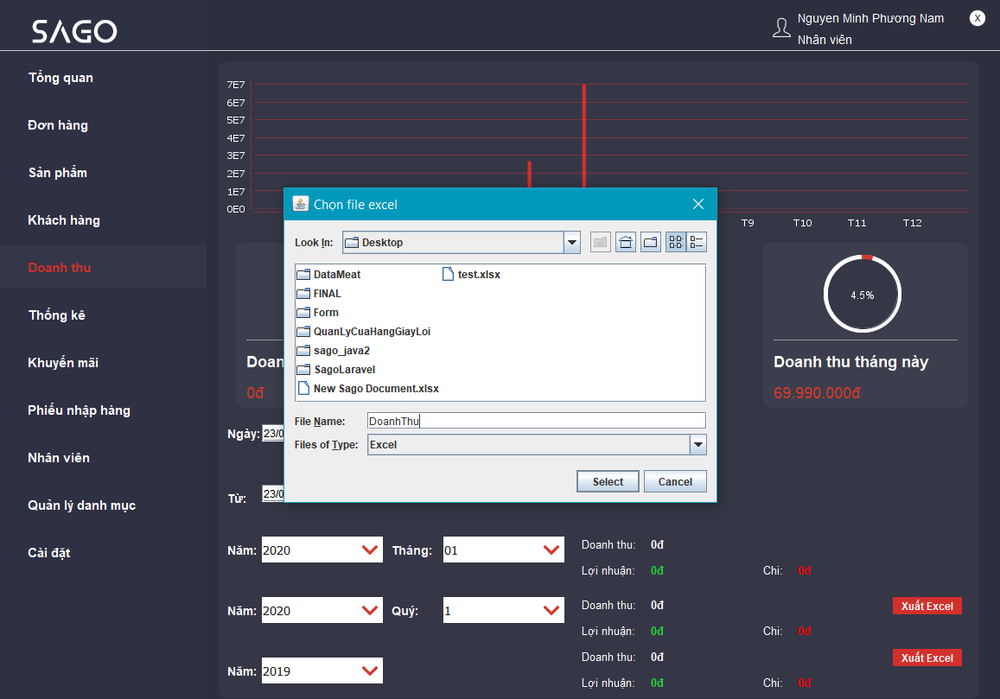 SAGO
Nguyen Minh Phương Nam
X
Nhân viên
Tổng quan
Đơn hàng
Sản phẩm
Khách hàng
Doanh thu
Thống kê
Khuyến mãi
Phiếu nhập hàng
Nhân viên
Quản lý danh mục
Cài đặt
7E7
6E7
5E7
4E7
3E7
2E7
1E7
0E0
T9 T10 T11 T12
Chọn file excel
Look In: Desktop
DataMeat
FINAL
Form
QuanLyCuaHangGiayLoi
sago_java2
SagoLaravel
New Sago Document.xlsx
test.xlsx
File Name: DoanhThu
Files of Type: Excel
Select Cancel
4.5%
Doanh thu tháng này
69.990.000đ
Doan
0đ
Ngày: 23/0
Từ: 23/0
Năm: 2020 Tháng: 01 Doanh thu: 0đ
Lợi nhuận: 0đ Chi: 0đ
Năm: 2020 Quý: 1 Doanh thu: 0đ Xuất Excel
Lợi nhuận: 0đ Chi: 0đ
Năm: 2019 Doanh thu: 0đ Xuất Excel
Lợi nhuận: 0đ Chi: 0đ